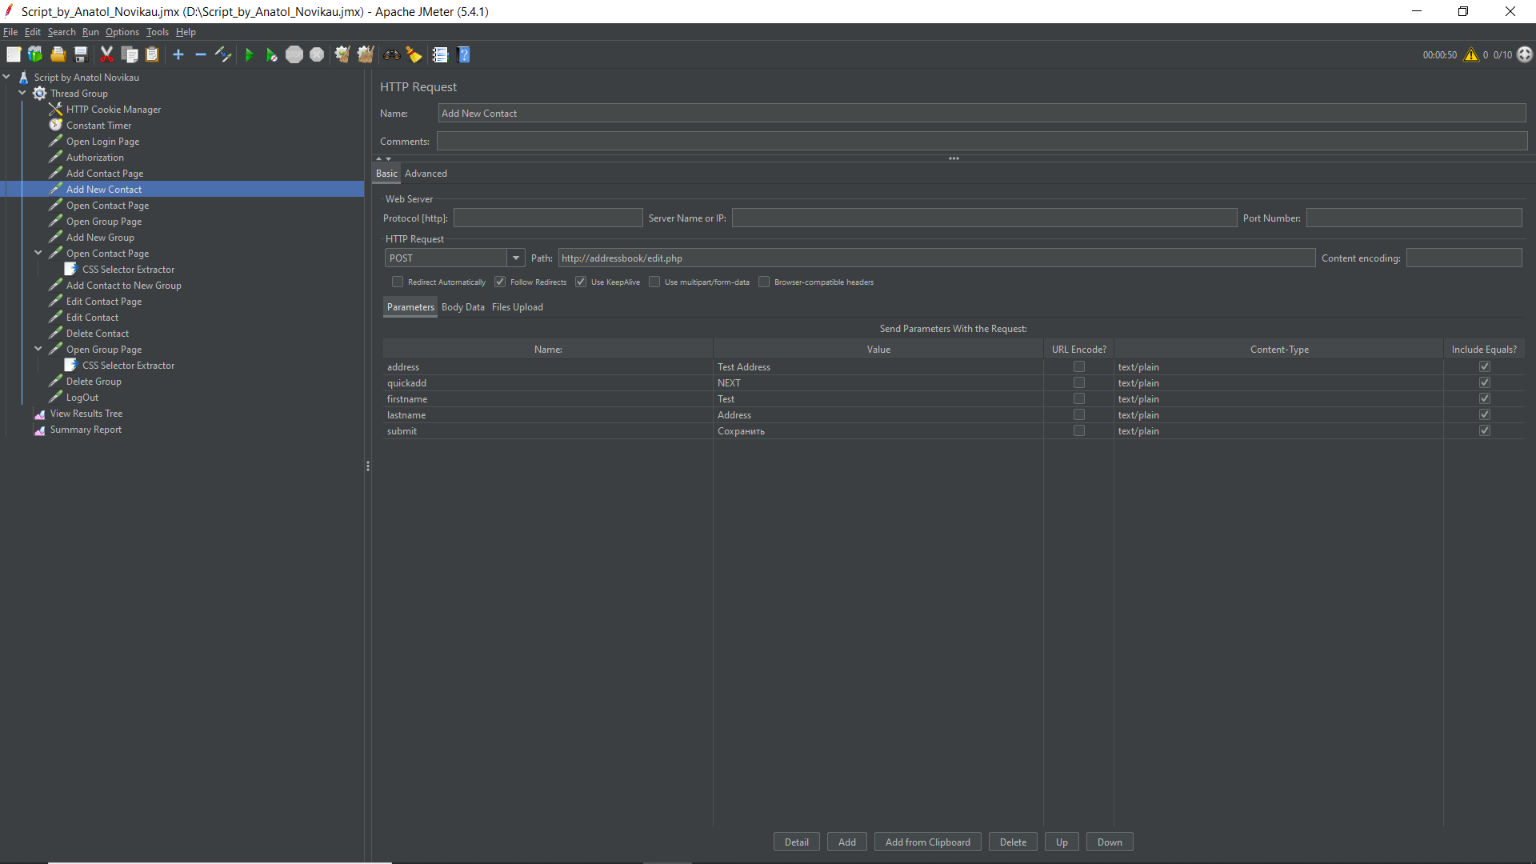 Script_by_Anatol_Novikau.jmx (D:\Script_by_Anatol_Novikau.jmx) - Apache JMeter (5.4.1)
File Edit Search Run Options Tools Help
00:00:50 0 0/10
Script by Anatol Novikau
Thread Group
HTTP Cookie Manager
Constant Timer
Open Login Page
Authorization
Add Contact Page
Add New Contact
Open Contact Page
Open Group Page
Add New Group
Open Contact Page
CSS Selector Extractor
Add Contact to New Group
Edit Contact Page
Edit Contact
Delete Contact
Open Group Page
CSS Selector Extractor
Delete Group
LogOut
View Results Tree
Summary Report
HTTP Request
Name: Add New Contact
Comments:
Basic Advanced
Web Server
Protocol [http]: Server Name or IP: Port Number:
HTTP Request
POST Path: http://addressbook/edit.php Content encoding:
Redirect Automatically Follow Redirects Use KeepAlive Use multipart/form-data Browser-compatible headers
Parameters Body Data Files Upload
Send Parameters With the Request:
Name: Value URL Encode? Content-Type Include Equals?
address Test Address text/plain
quickadd NEXT text/plain
firstname Test text/plain
lastname Address text/plain
submit Сохранить text/plain
Detail Add Add from Clipboard Delete Up Down